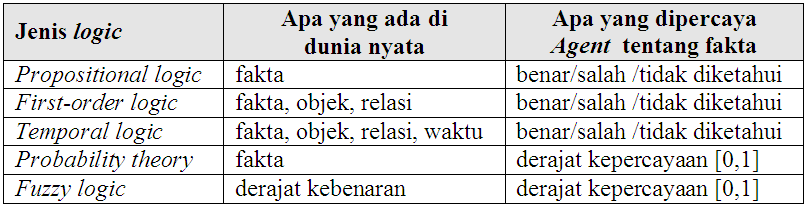 Jenis logic Apa yang ada di dunia nyata Apa yang dipercaya Agent tentang fakta
Propositional logic fakta benar/salah /tidak diketahui
First-order logic fakta, objek, relasi benar/salah /tidak diketahui
Temporal logic fakta, objek, relasi, waktu benar/salah /tidak diketahui
Probability theory fakta derajat kepercayaan [0,1]
Fuzzy logic derajat kebenaran derajat kepercayaan [0,1]